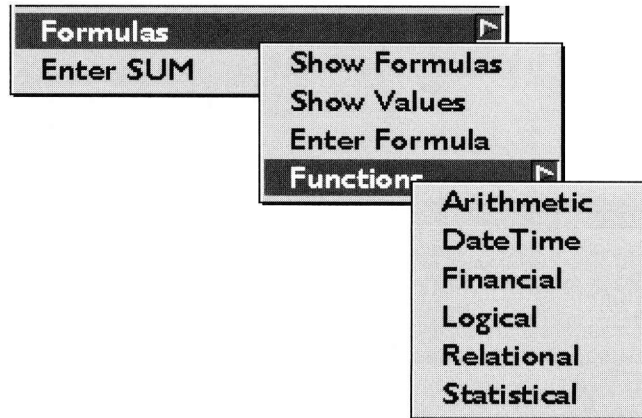 Formulas
Enter SUM
Show Formulas
Show Values
Enter Formula
Functions
Arithmetic
DateTime
Financial
Logical
Relational
Statistical